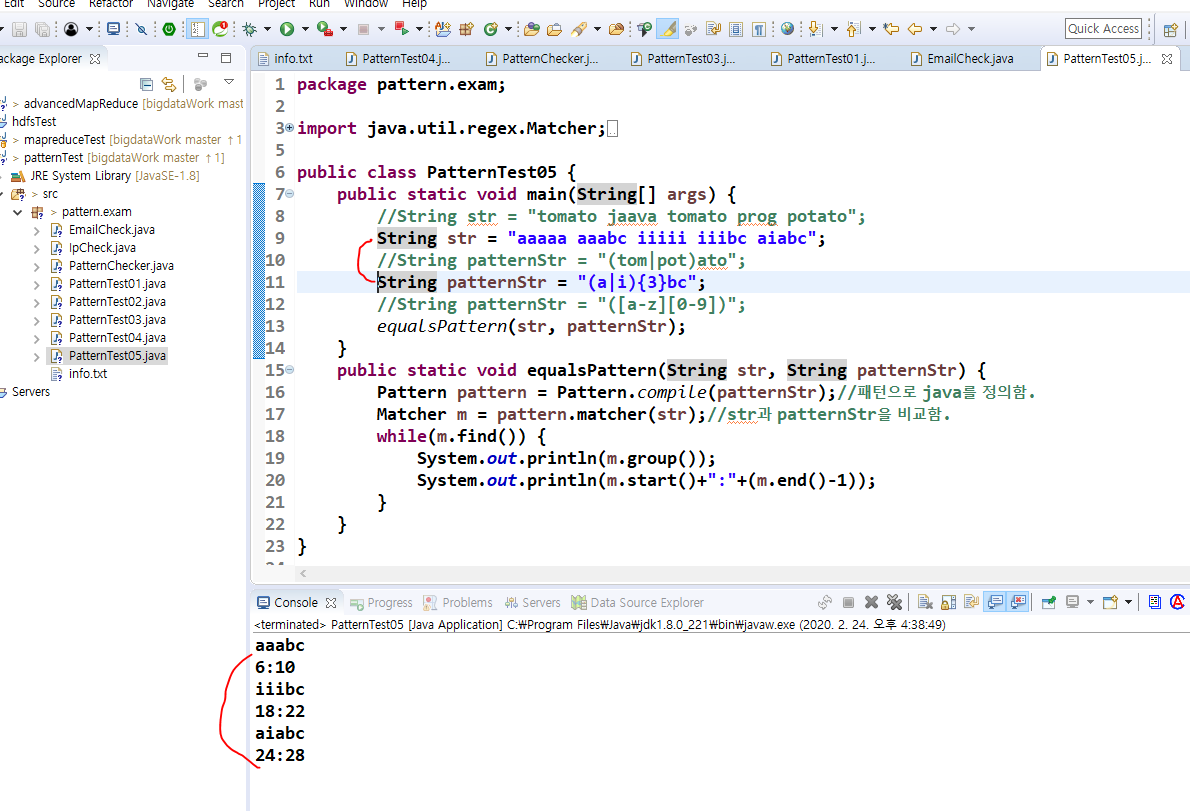 Edit Source Refactor Navigate Search Project Run Window Help
Quick Access
ackage Explorer
info.txt PatternTest04.j... PatternChecker.j... PatternTest03.j... PatternTest01.j... EmailCheck.java PatternTest05.j...
> advancedMapReduce [bigdataWork mast
hdfsTest
> mapreduceTest [bigdataWork master ↑1
> patternTest [bigdataWork master ↑1]
JRE System Library [JavaSE-1.8]
> src
> pattern.exam
EmailCheck.java
IpCheck.java
PatternChecker.java
PatternTest01.java
PatternTest02.java
PatternTest03.java
PatternTest04.java
PatternTest05.java
info.txt
Servers
1 package pattern.exam;
2
3 import java.util.regex.Matcher;
5
6 public class PatternTest05 {
7 public static void main(String[] args) {
8 //String str = "tomato jaava tomato prog potato";
9 String str = "aaaaa aaabc iiiii iiibc aiabc";
10 //String patternStr = "(tom|pot)ato";
11 String patternStr = "(a|i){3}bc";
12 //String patternStr = "([a-z][0-9])";
13 equalsPattern(str, patternStr);
14 }
15 public static void equalsPattern(String str, String patternStr) {
16 Pattern pattern = Pattern.compile(patternStr);//패턴으로 java를 정의함.
17 Matcher m = pattern.matcher(str);//str과 patternStr을 비교함.
18 while(m.find()) {
19 System.out.println(m.group());
20 System.out.println(m.start()+":"+(m.end()-1));
21 }
22 }
23 }
Console Progress Problems Servers Data Source Explorer
<terminated> PatternTest05 [Java Application] C:₩Program Files₩Java₩jdk1.8.0_221₩bin₩javaw.exe (2020. 2. 24. 오후 4:38:49)
aaabc
6:10
iiibc
18:22
aiabc
24:28